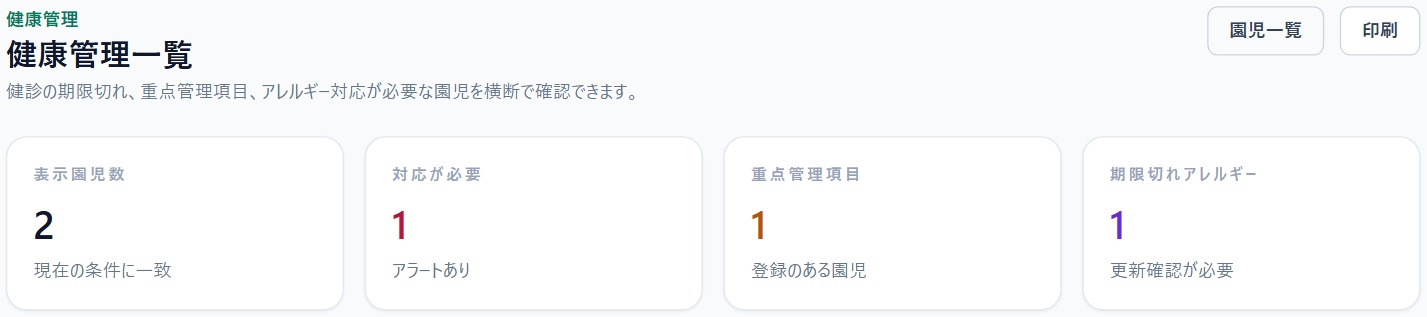 健康管理
健康管理一覧
健診の期限切れ、重点管理項目、アレルギー対応が必要な園児を横断で確認できます。
園児一覧
印刷
表示園児数
2
現在の条件に一致
対応が必要
1
アラートあり
重点管理項目
1
登録のある園児
期限切れアレルギー
1
更新確認が必要